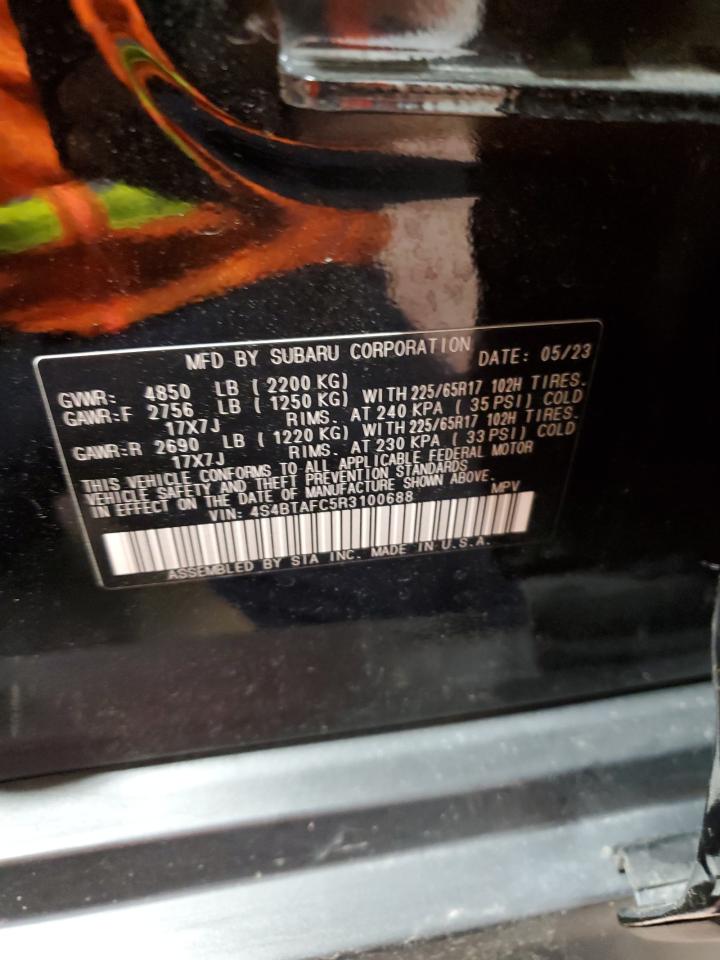 MFD BY SUBARU CORPORATION DATE: 05/23
GVWR: 4850 LB ( 2200 KG)
GAWR:F 2756 LB ( 1250 KG) WITH 225/65R17 102H TIRES.
17X7J RIMS. AT 240 KPA ( 35 PSI) COLD
GAWR:R 2690 LB ( 1220 KG) WITH 225/65R17 102H TIRES.
17X7J RIMS. AT 230 KPA ( 33 PSI) COLD
THIS VEHICLE CONFORMS TO ALL APPLICABLE FEDERAL MOTOR
VEHICLE SAFETY AND THEFT PREVENTION STANDARDS
IN EFFECT ON THE DATE OF MANUFACTURE SHOWN ABOVE.
VIN: 4S4BTAFC5R3100688 MPV
ASSEMBLED BY SIA INC. MADE IN U.S.A.